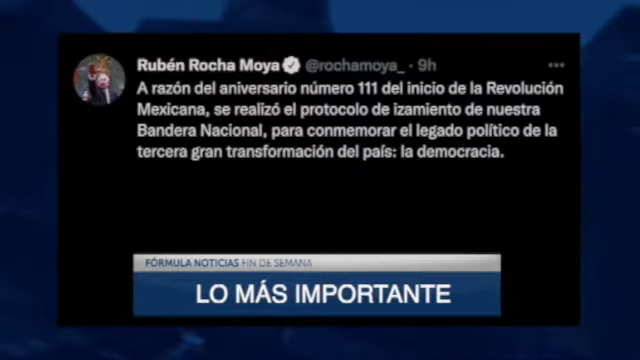 Rubén Rocha Moya @rochamoya_ · 9h
A razón del aniversario número 111 del inicio de la Revolución
Mexicana, se realizó el protocolo de izamiento de nuestra
Bandera Nacional, para conmemorar el legado político de la
tercera gran transformación del país: la democracia.
FÓRMULA NOTICIAS FIN DE SEMANA
LO MÁS IMPORTANTE